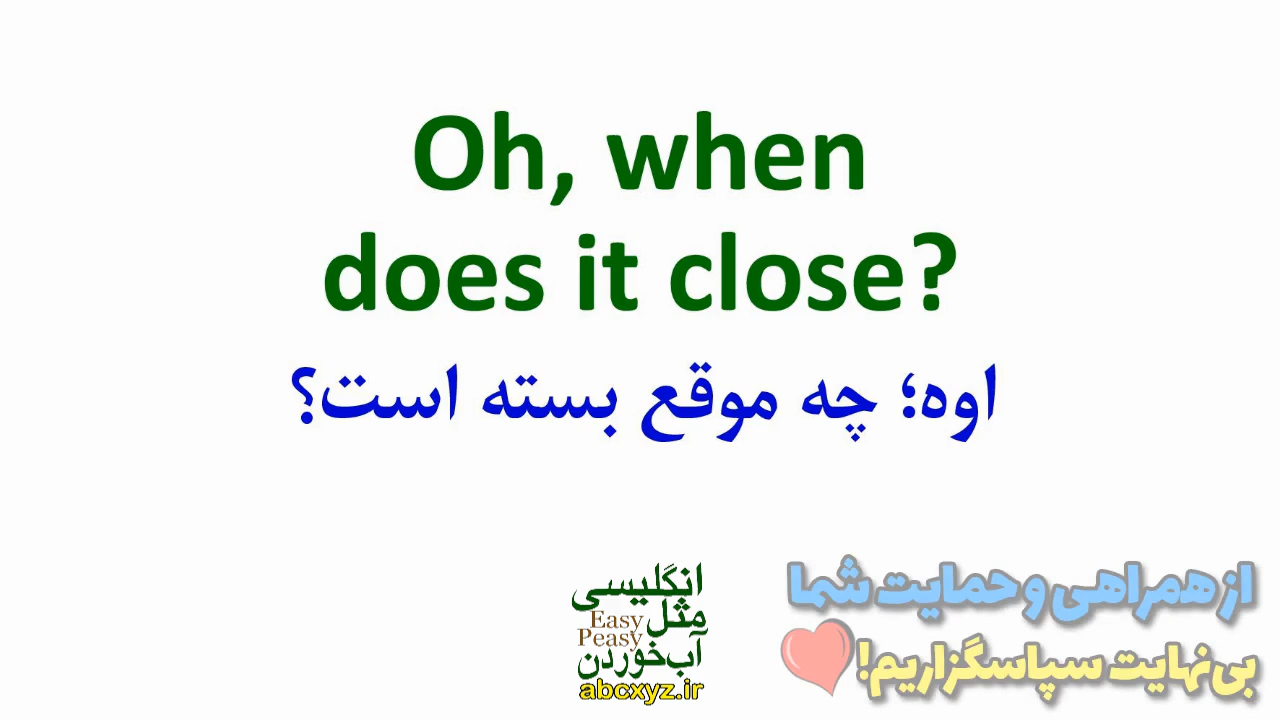 Oh, when
does it close?
اوه؛ چه موقع بسته است؟
انگلیسی
مثل
Easy
Peasy
آب‌خوردن
abcxyz.ir
از همراهی و حمایت شما
بی‌نهایت سپاسگزاریم!